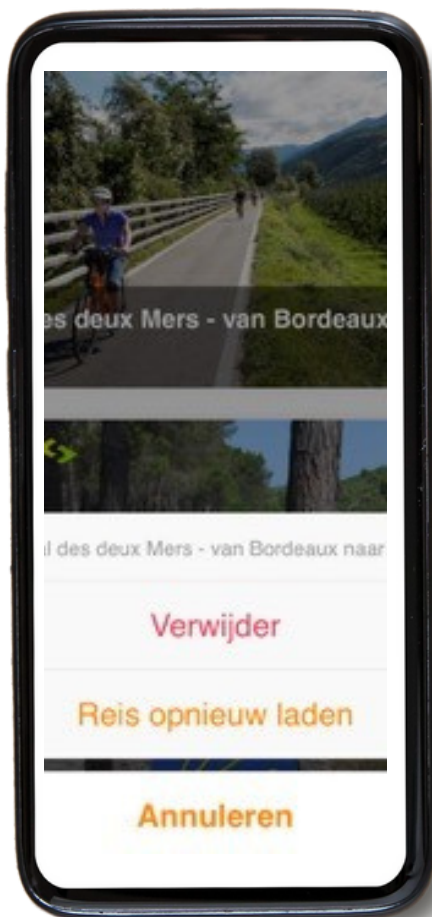 es deux Mers - van Bordeaux
l des deux Mers - van Bordeaux naar
Verwijder
Reis opnieuw laden
Annuleren